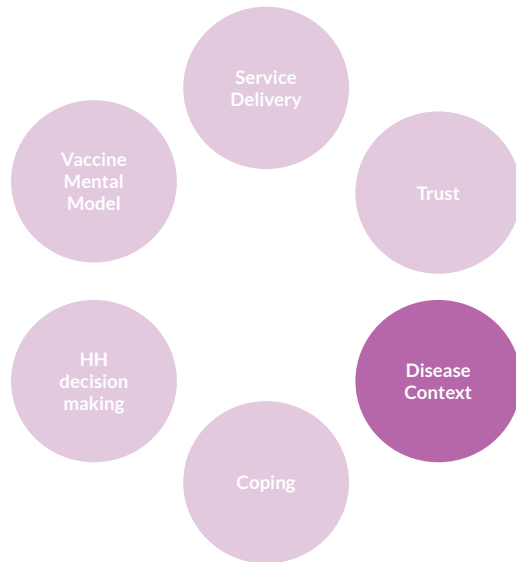 Service
Delivery
Vaccine
Mental
Model
Trust
HH
decision
making
Disease
Context
Coping